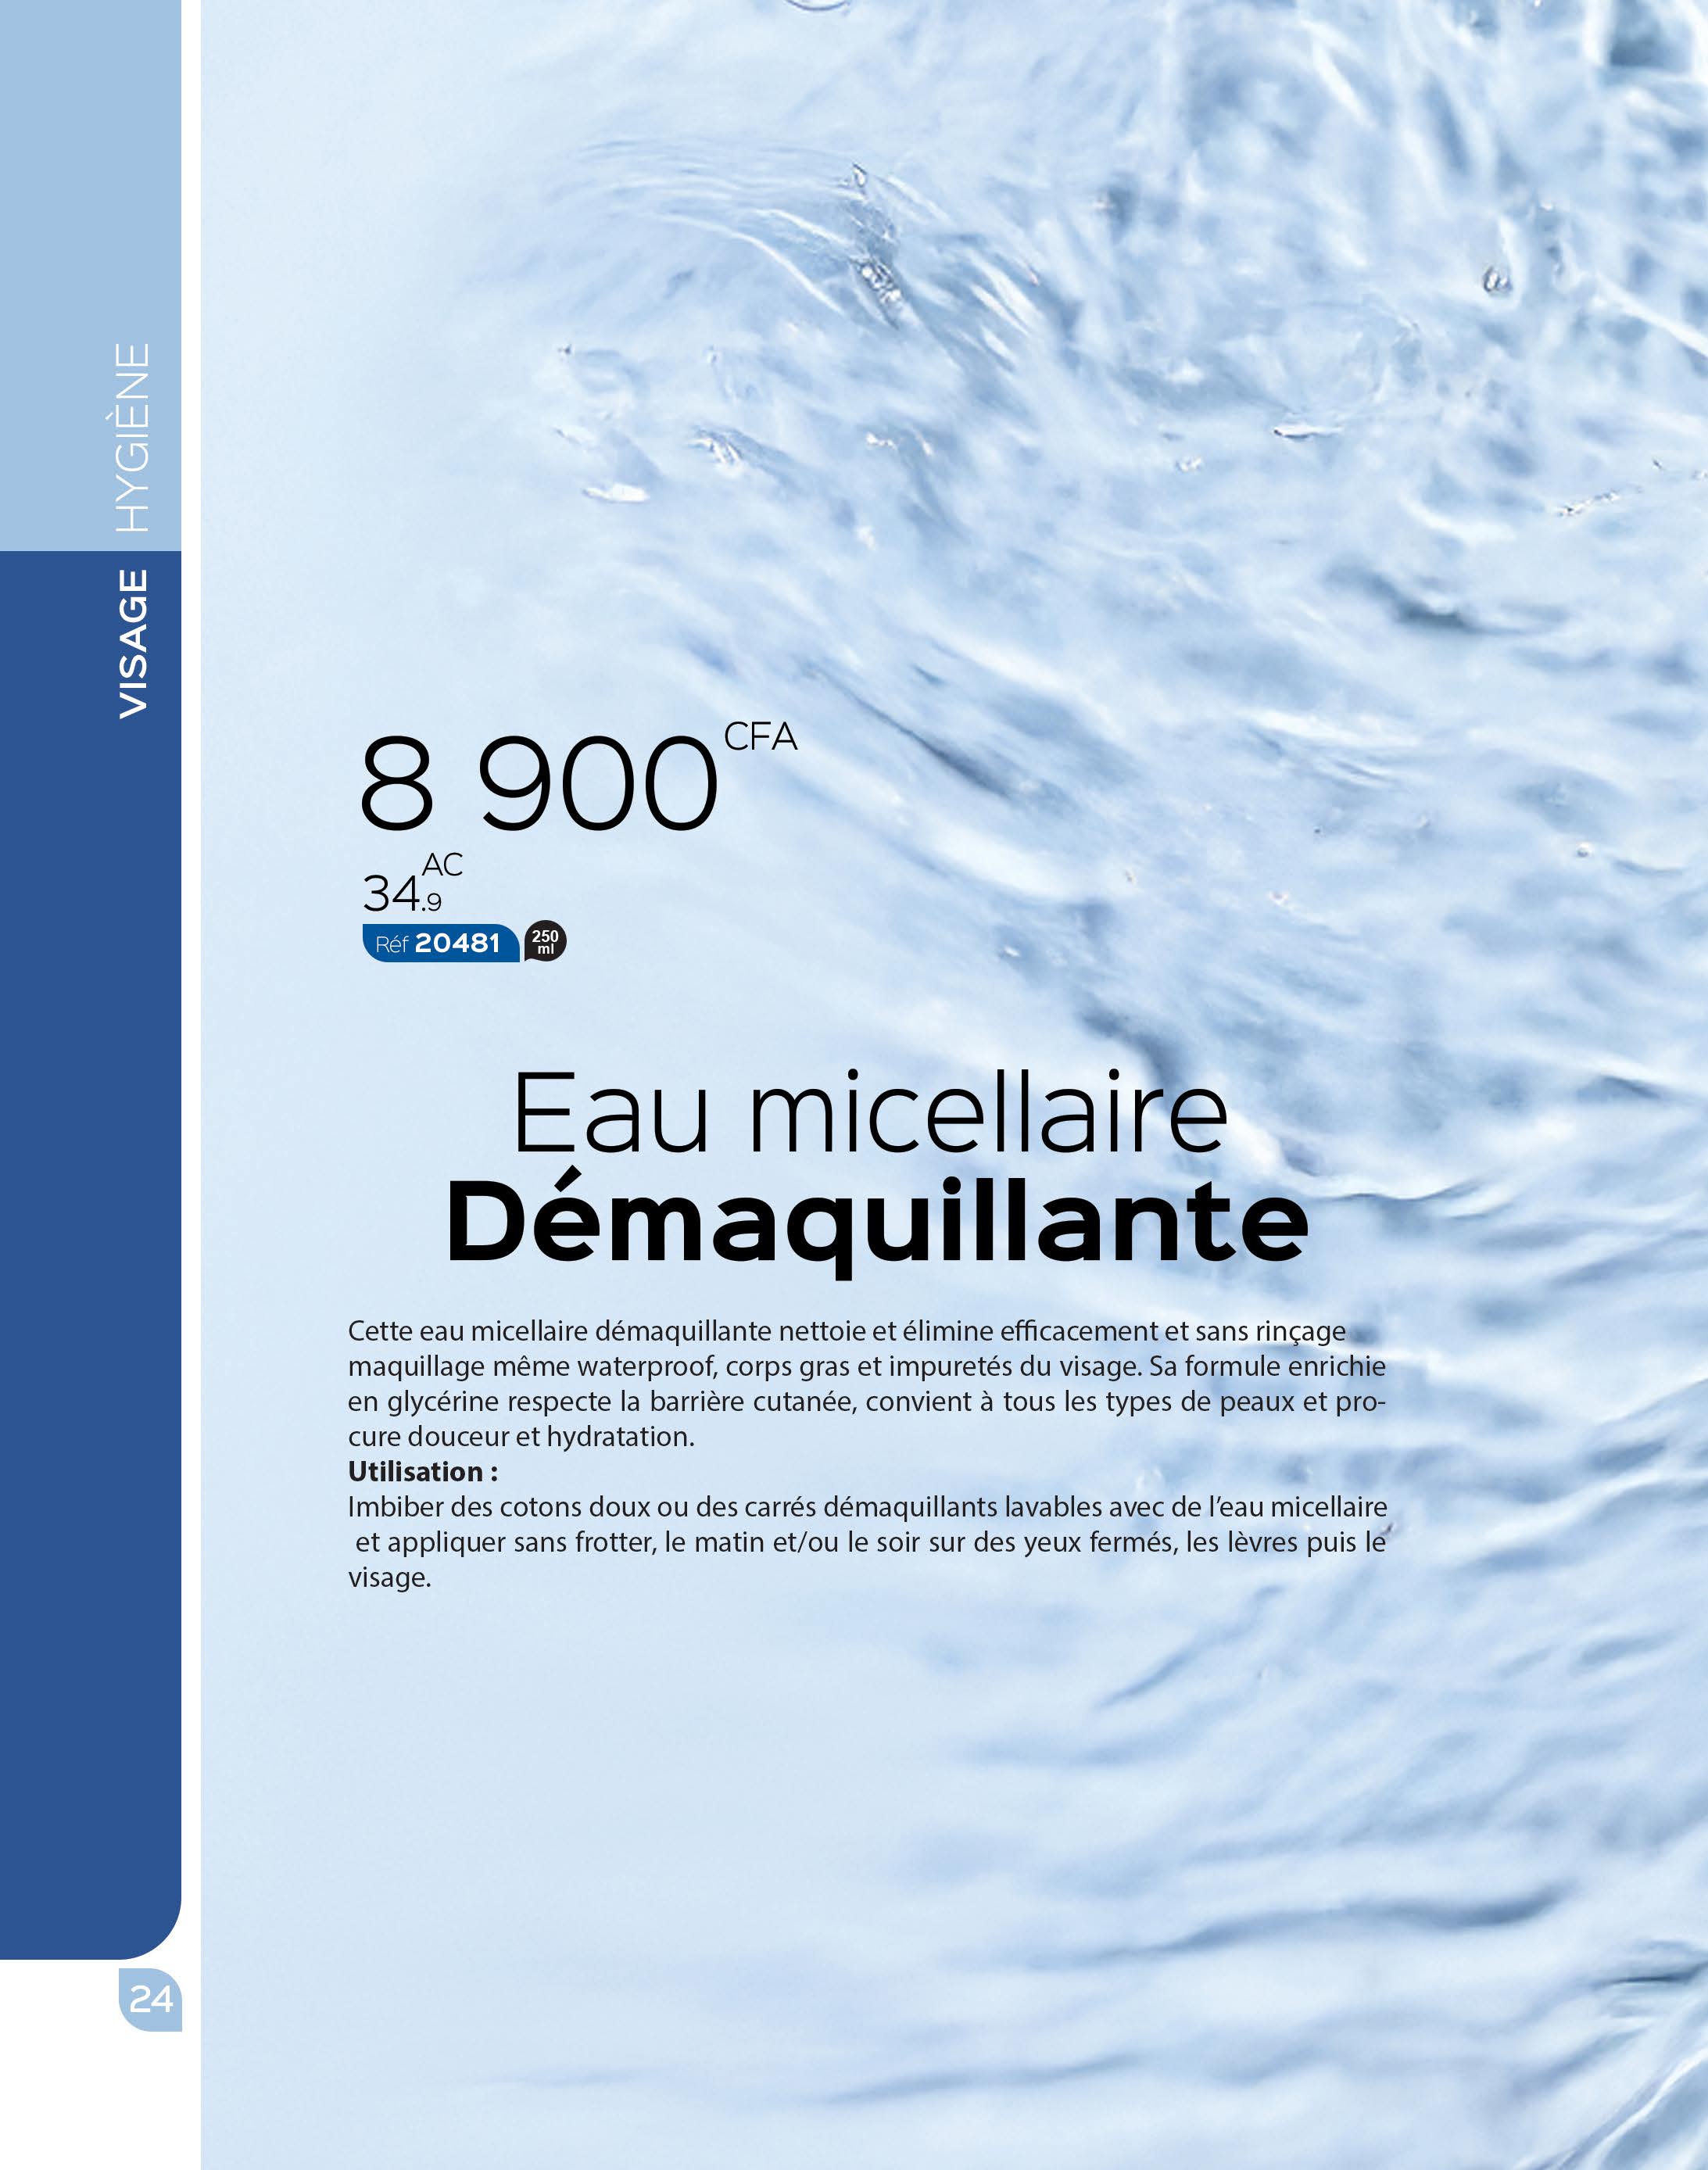 HYGIÈNE
VISAGE
8 900 CFA
34.9 AC
Réf 20481
250
ml
Eau micellaire
Démaquillante
Cette eau micellaire démaquillante nettoie et élimine efficacement et sans rinçage
maquillage même waterproof, corps gras et impuretés du visage. Sa formule enrichie
en glycérine respecte la barrière cutanée, convient à tous les types de peaux et pro-
cure douceur et hydratation.
Utilisation :
Imbiber des cotons doux ou des carrés démaquillants lavables avec de l’eau micellaire
et appliquer sans frotter, le matin et/ou le soir sur des yeux fermés, les lèvres puis le
visage.
24